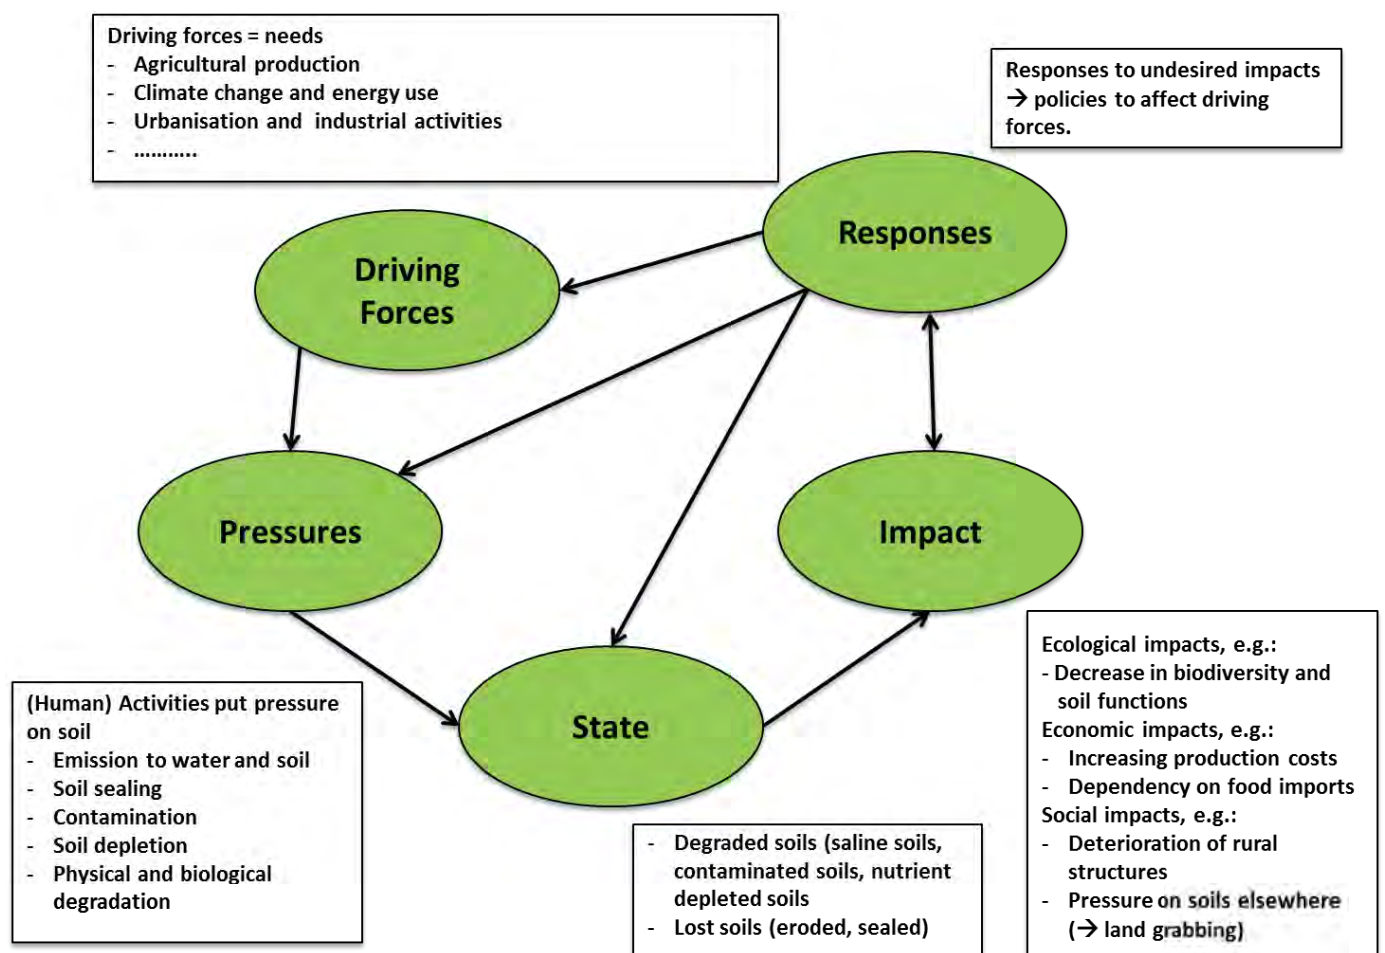 Driving forces = needs
- Agricultural production
- Climate change and energy use
- Urbanisation and industrial activities
- ...........
Responses to undesired impacts
→ policies to affect driving
forces.
Responses
Driving
Forces
Pressures
Impact
State
(Human) Activities put pressure
on soil
- Emission to water and soil
- Soil sealing
- Contamination
- Soil depletion
- Physical and biological
degradation
- Degraded soils (saline soils,
contaminated soils, nutrient
depleted soils
- Lost soils (eroded, sealed)
Ecological impacts, e.g.:
- Decrease in biodiversity and
soil functions
Economic impacts, e.g.:
- Increasing production costs
- Dependency on food imports
Social impacts, e.g.:
- Deterioration of rural
structures
- Pressure on soils elsewhere
(→ land grabbing)